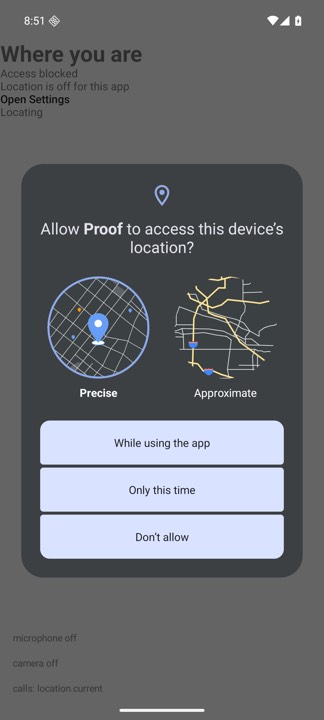 8:51
Where you are
Access blocked
Location is off for this app
Open Settings
Locating
Allow Proof to access this device's
location?
Precise
Approximate
While using the app
Only this time
Don't allow
microphone off
camera off
calls: location.current